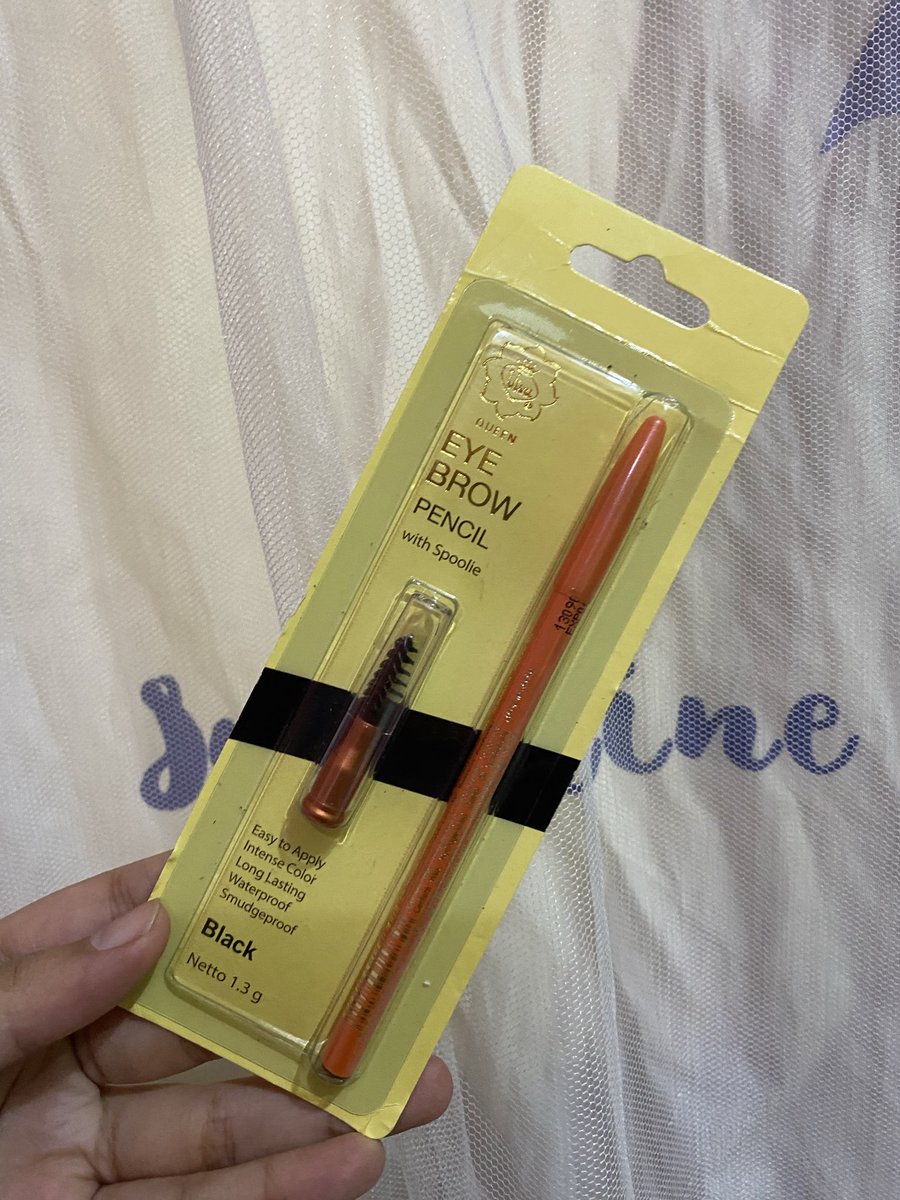 Viva
QUEEN
EYE
BROW
PENCIL
with Spoolie
Easy to Apply
Intense Color
Long Lasting
Waterproof
Smudgeproof
Black
Netto 1.3 g